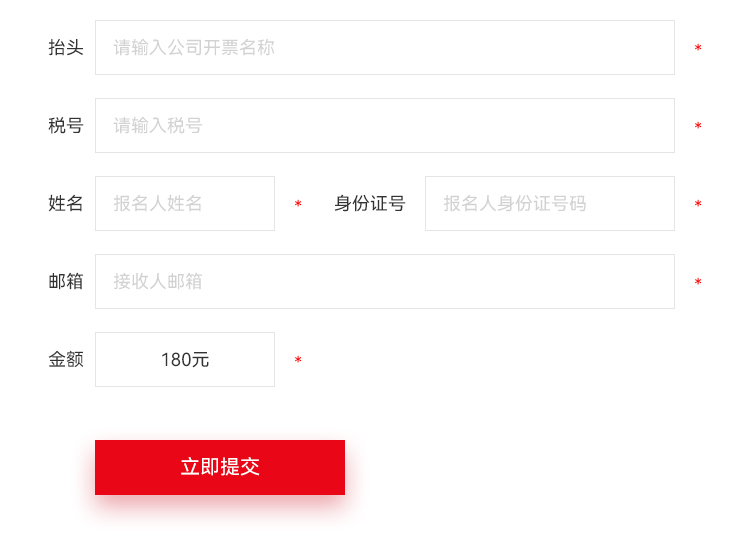 抬头 请输入公司开票名称 *
税号 请输入税号 *
姓名 报名人姓名 * 身份证号 报名人身份证号码 *
邮箱 接收人邮箱 *
金额 180元 *
立即提交